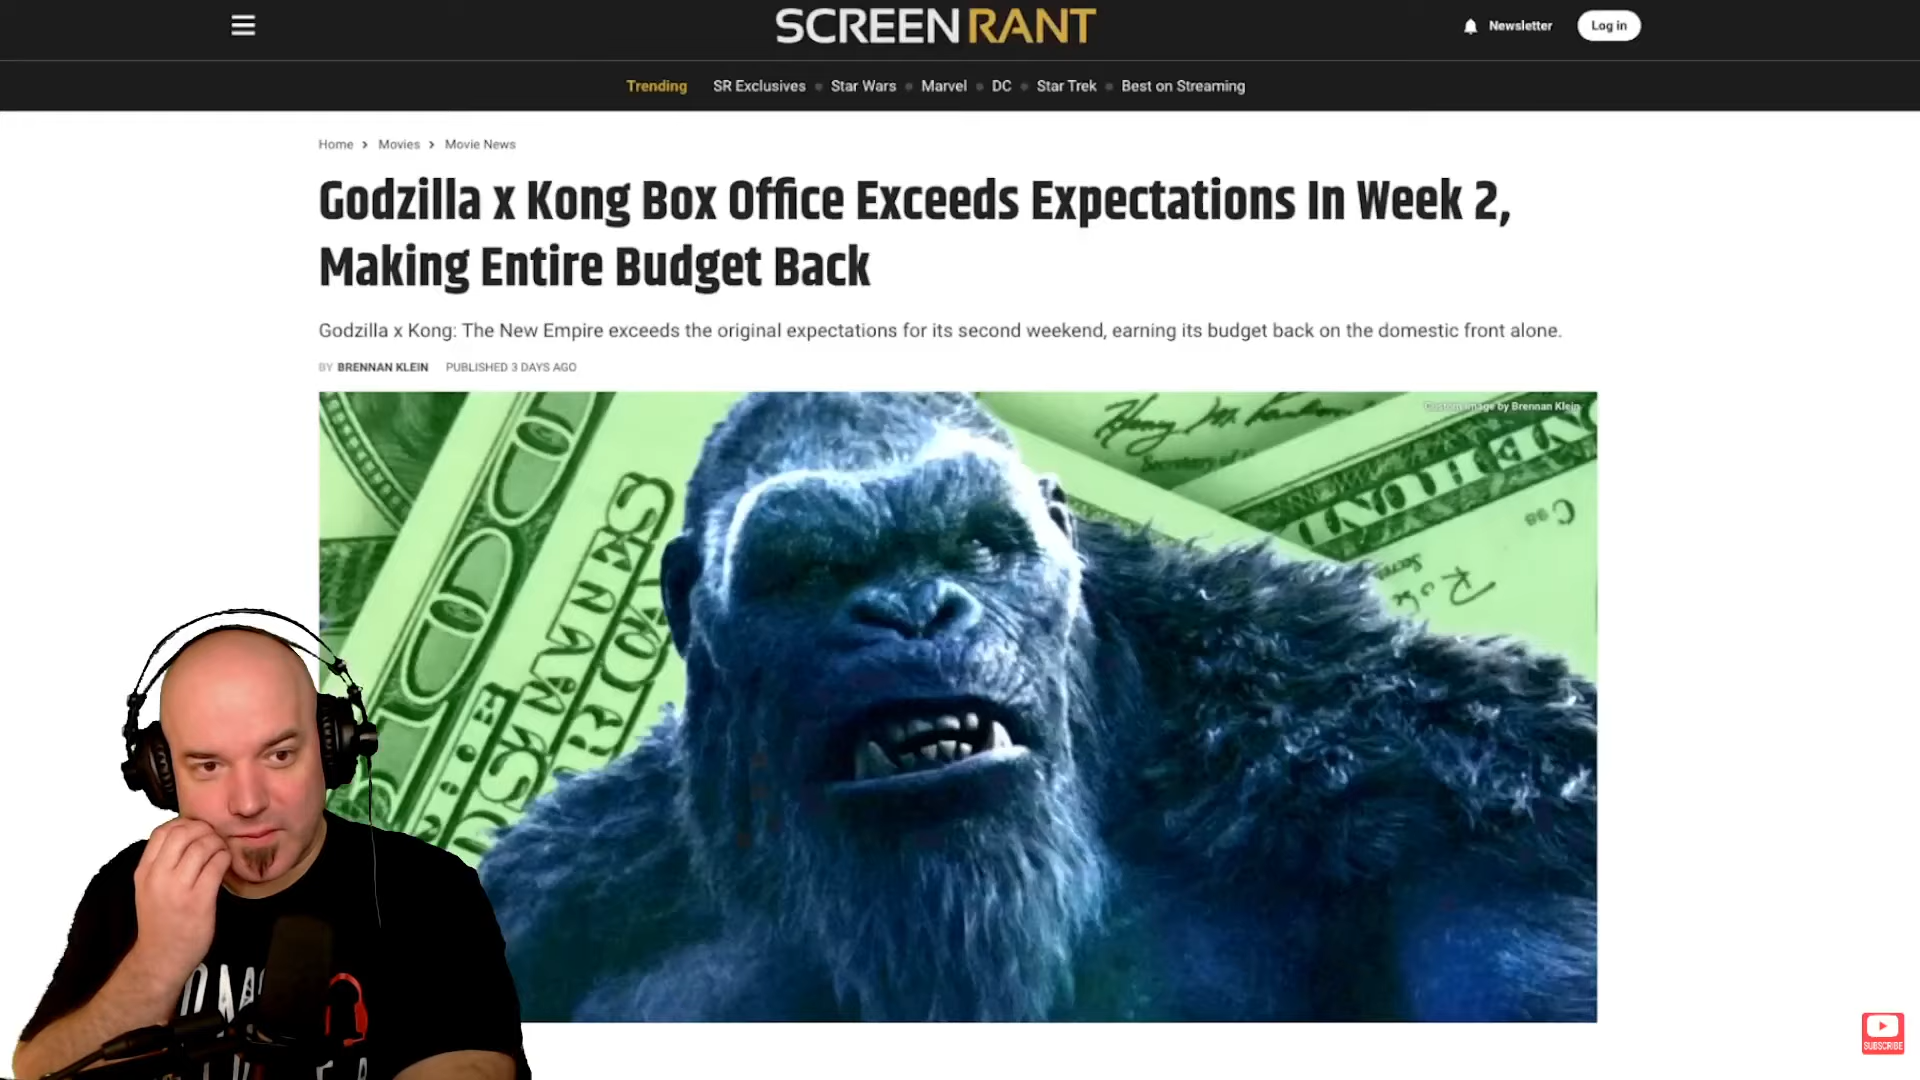 SCREENRANT
Newsletter
Log in
Trending SR Exclusives Star Wars Marvel DC Star Trek Best on Streaming
Home > Movies > Movie News
Godzilla x Kong Box Office Exceeds Expectations In Week 2,
Making Entire Budget Back
Godzilla x Kong: The New Empire exceeds the original expectations for its second weekend, earning its budget back on the domestic front alone.
BY BRENNAN KLEIN PUBLISHED 3 DAYS AGO
Custom Image by Brennan Klein
SUBSCRIBE